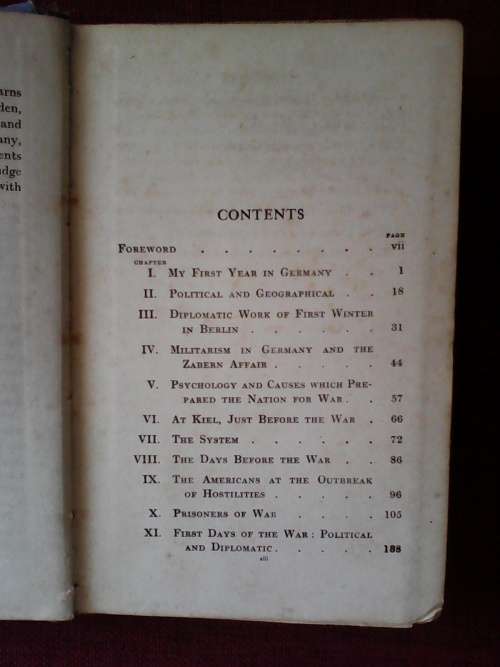 arns
den,
and
any,
ents
udge
with
CONTENTS
PAGE
FOREWORD . . . . . . . . vii
CHAPTER
I. MY FIRST YEAR IN GERMANY . . 1
II. POLITICAL AND GEOGRAPHICAL . . 18
III. DIPLOMATIC WORK OF FIRST WINTER
IN BERLIN . . . . . . 31
IV. MILITARISM IN GERMANY AND THE
ZABERN AFFAIR . . . . . 44
V. PSYCHOLOGY AND CAUSES WHICH PRE-
PARED THE NATION FOR WAR . . 57
VI. AT KIEL, JUST BEFORE THE WAR . 66
VII. THE SYSTEM . . . . . . 72
VIII. THE DAYS BEFORE THE WAR . . 86
IX. THE AMERICANS AT THE OUTBREAK
OF HOSTILITIES . . . . . 96
X. PRISONERS OF WAR . . . . 105
XI. FIRST DAYS OF THE WAR : POLITICAL
AND DIPLOMATIC . . . . . 138
xiii